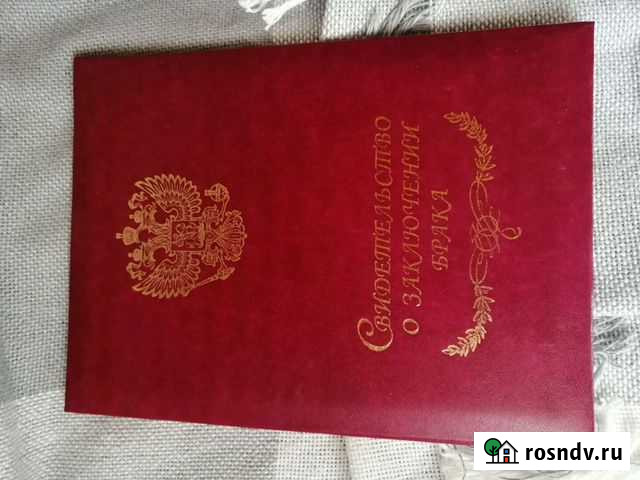 Свидетельство
о заключении
брака
rosndv.ru